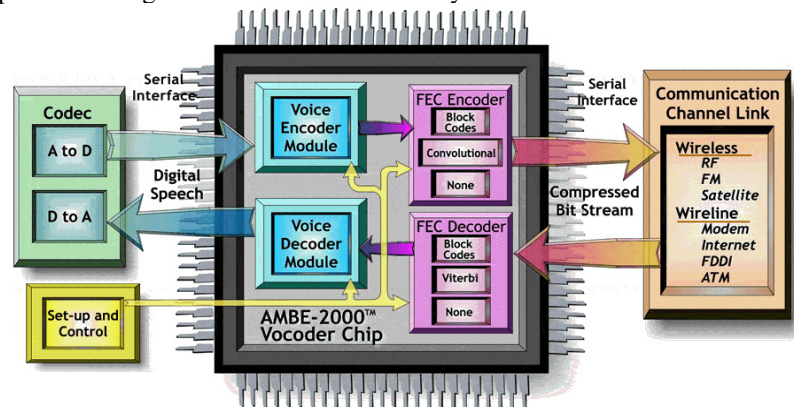 Serial
Interface
Codec
A to D
D to A
Digital
Speech
Set-up and
Control
Voice
Encoder
Module
Voice
Decoder
Module
FEC Encoder
Block
Codes
Convolutional
None
FEC Decoder
Block
Codes
Viterbi
None
AMBE-2000™
Vocoder Chip
Serial
Interface
Compressed
Bit Stream
Communication
Channel Link
Wireless
RF
FM
Satellite
Wireline
Modem
Internet
FDDI
ATM